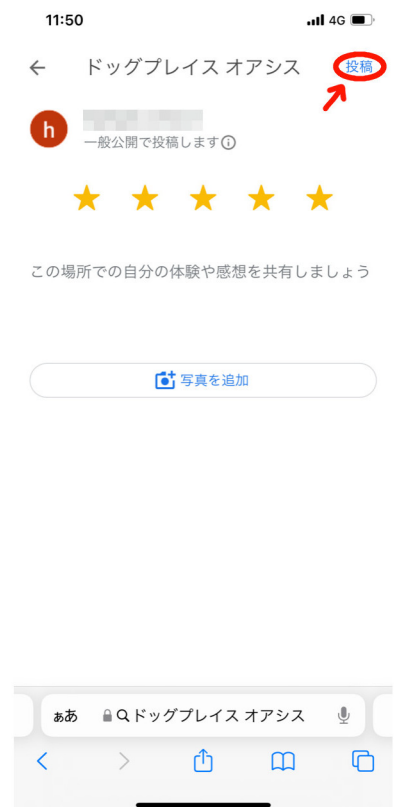 11:50
4G
ドッグプレイス オアシス
投稿
h
一般公開で投稿します
この場所での自分の体験や感想を共有しましょう
写真を追加
ぁあ
ドッグプレイス オアシス